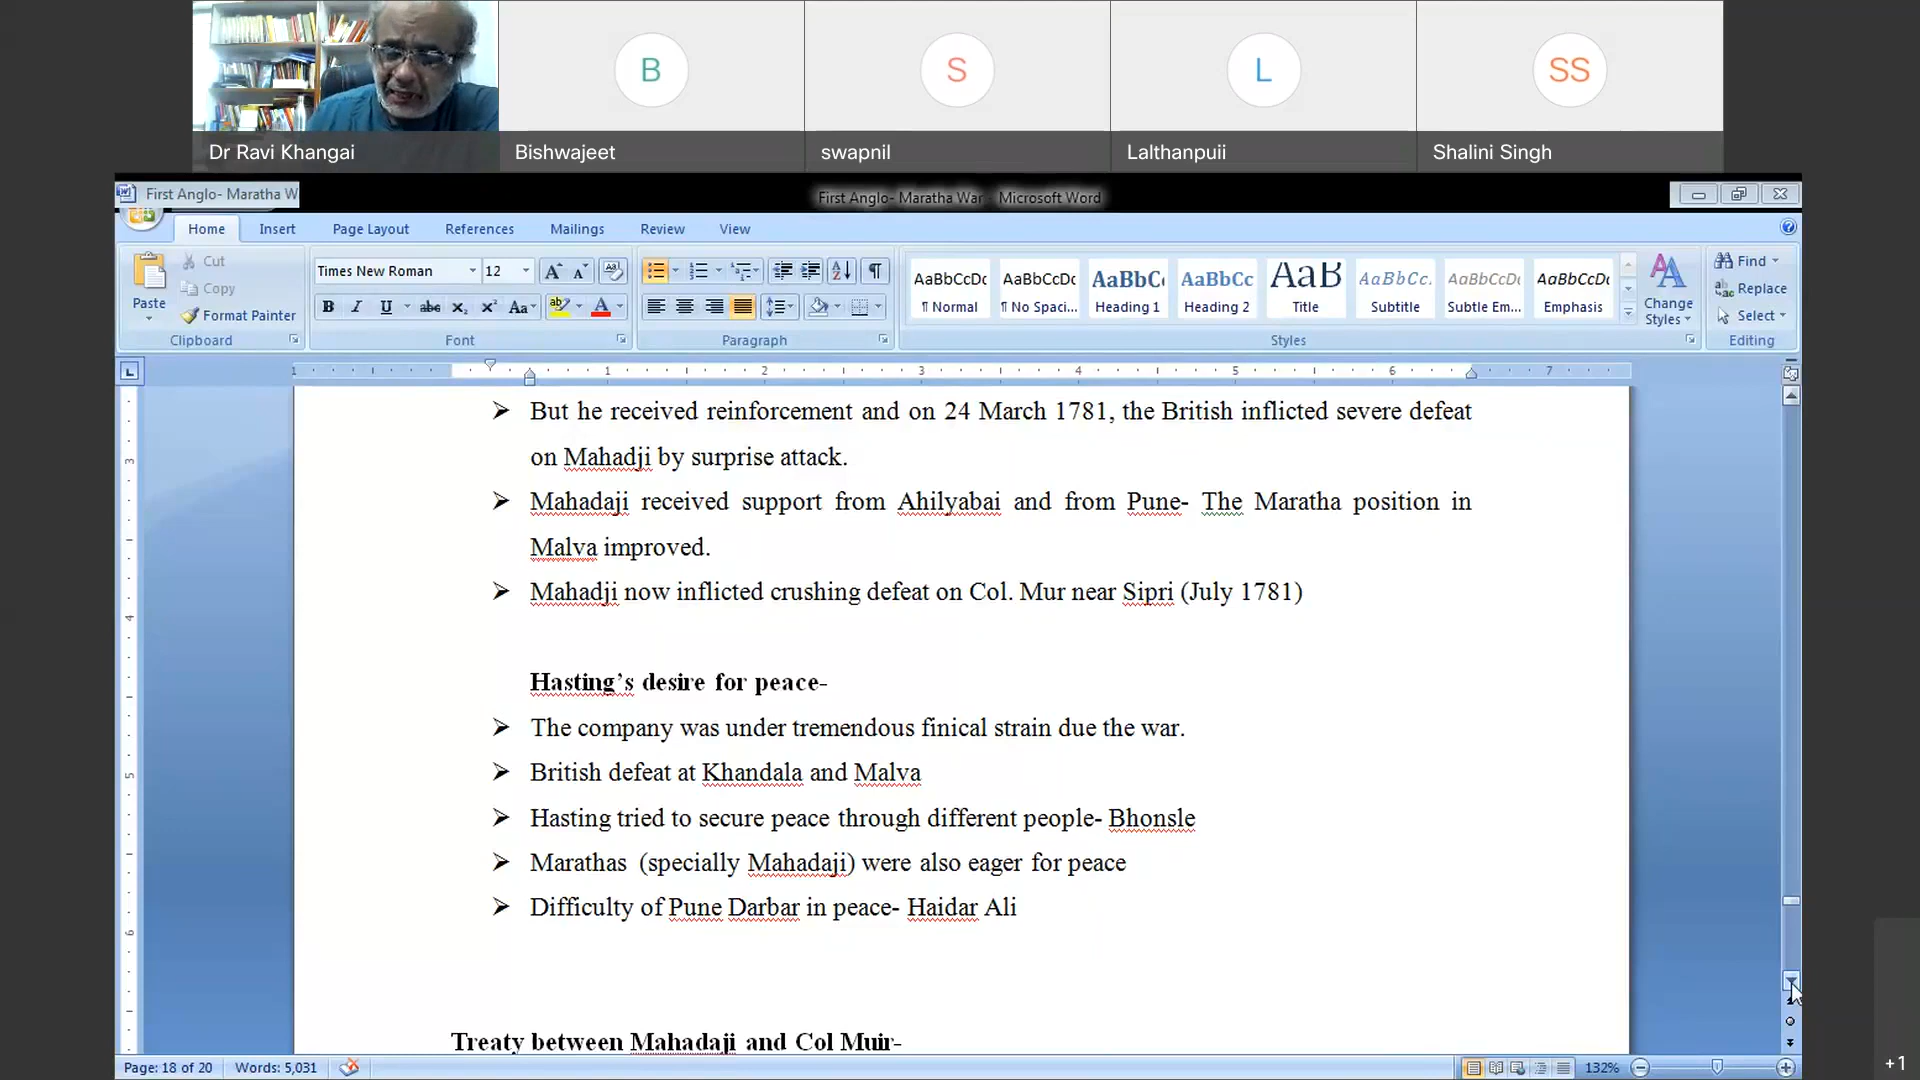 B
S
L
SS
Dr Ravi Khangai
Bishwajeet
swapnil
Lalthanpuii
Shalini Singh
First Anglo- Maratha W
First Anglo- Maratha War - Microsoft Word
Home Insert Page Layout References Mailings Review View
Paste
Cut
Copy
Format Painter
Clipboard
Times New Roman 12
Font
Paragraph
AaBbCcDc AaBbCcDc AaBbC AaBbCc AaB AaBbCc. AaBbCcDc AaBbCcDc
¶ Normal ¶ No Spaci... Heading 1 Heading 2 Title Subtitle Subtle Em... Emphasis
Change Styles
Styles
Find
Replace
Select
Editing
1 1 2 3 4 5 6 7
But he received reinforcement and on 24 March 1781, the British inflicted severe defeat
on Mahadji by surprise attack.
Mahadaji received support from Ahilyabai and from Pune- The Maratha position in
Malva improved.
Mahadji now inflicted crushing defeat on Col. Mur near Sipri (July 1781)
Hasting's desire for peace-
The company was under tremendous finical strain due the war.
British defeat at Khandala and Malva
Hasting tried to secure peace through different people- Bhonsle
Marathas (specially Mahadaji) were also eager for peace
Difficulty of Pune Darbar in peace- Haidar Ali
Treaty between Mahadaji and Col Muir-
Page: 18 of 20 Words: 5,031
132%
+1